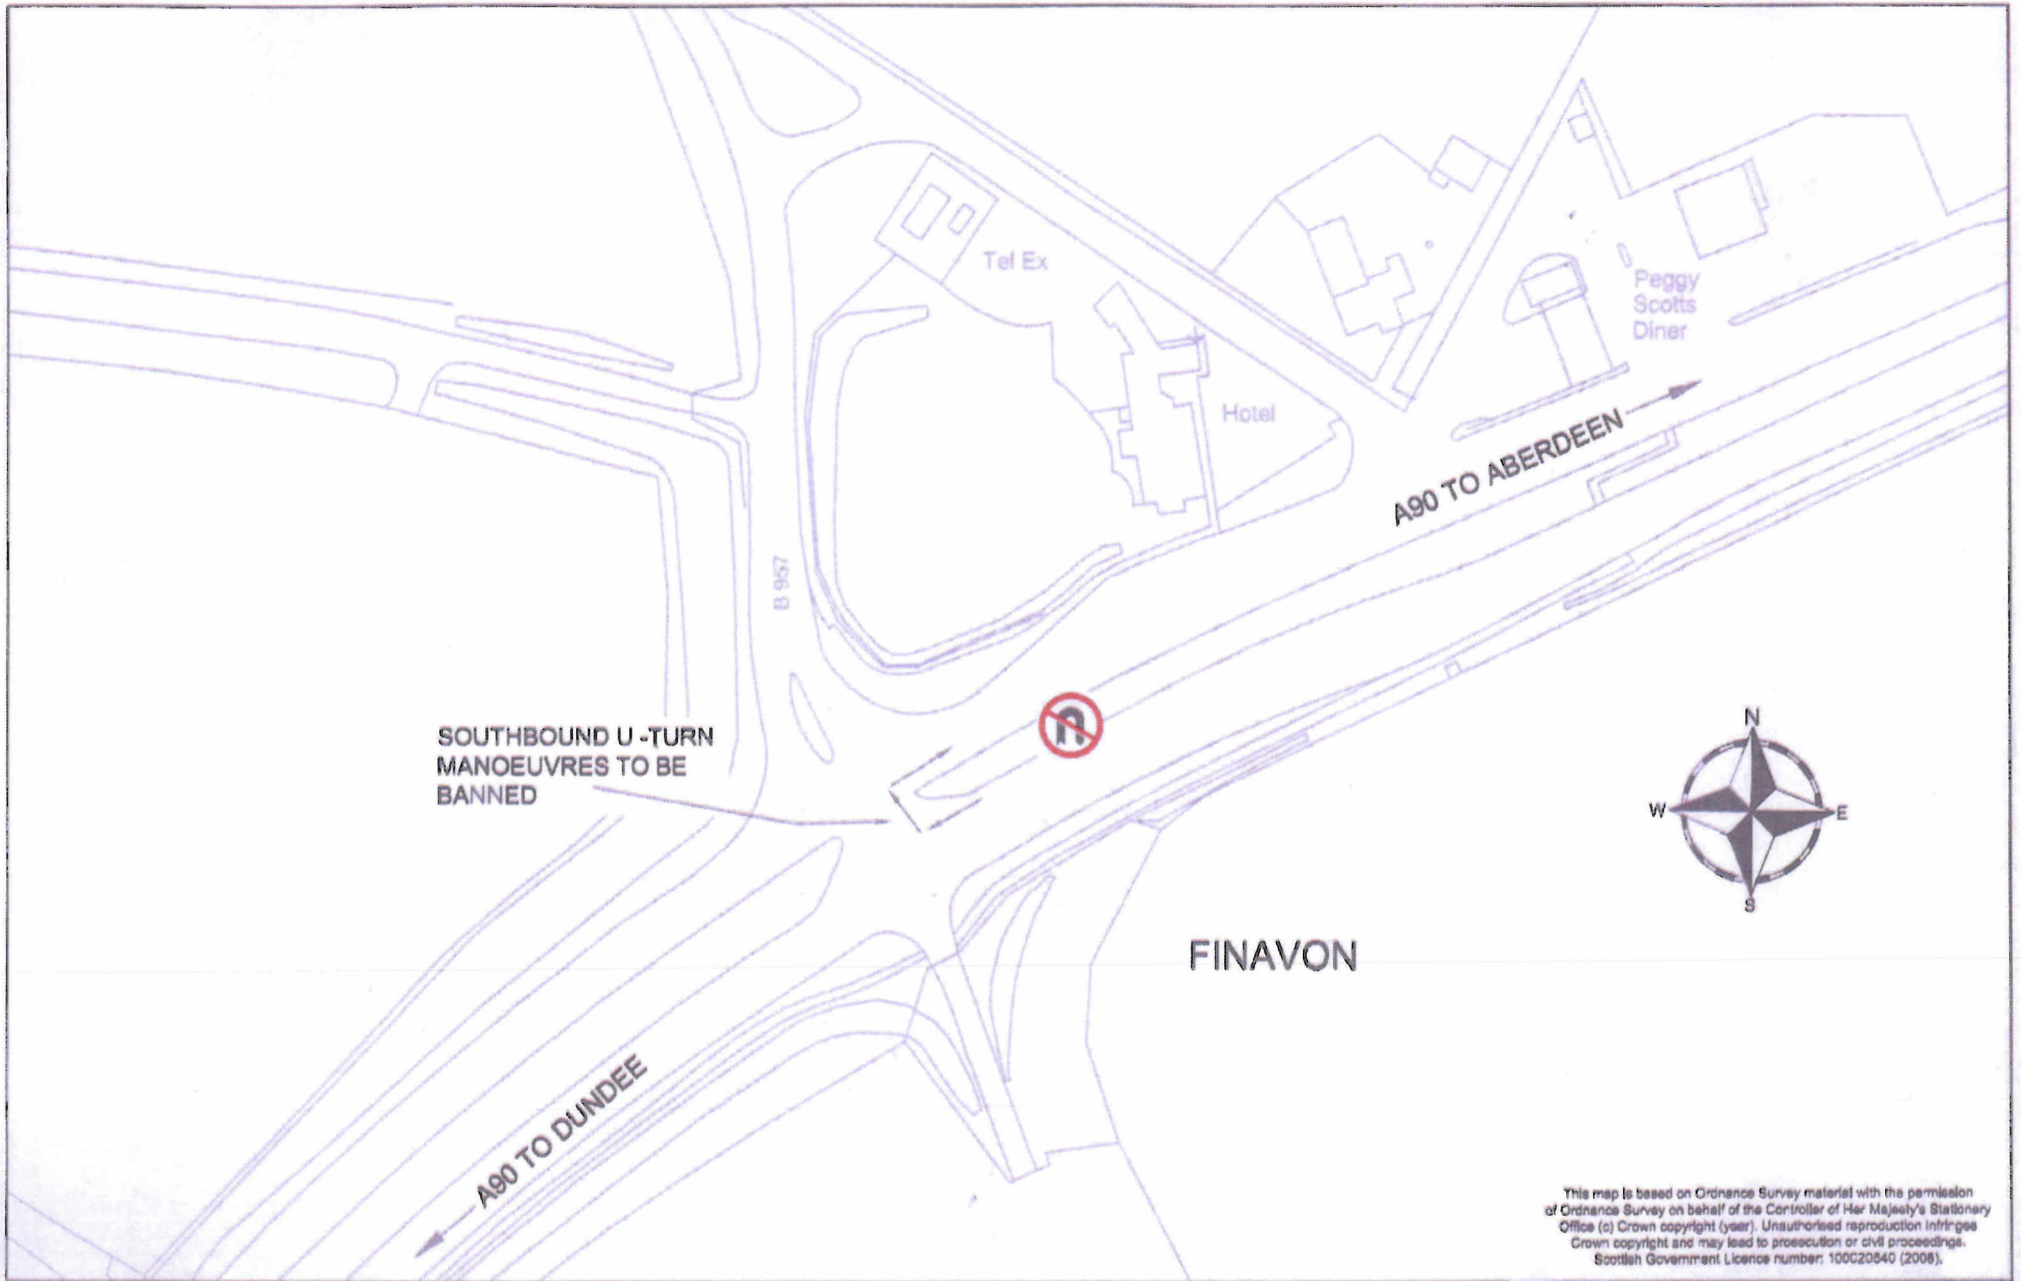 Tel Ex
Peggy
Scotts
Diner
Hotel
A90 TO ABERDEEN
B 957
SOUTHBOUND U -TURN
MANOEUVRES TO BE
BANNED
N
W
E
S
FINAVON
A90 TO DUNDEE
This map is based on Ordnance Survey material with the permission
of Ordnance Survey on behalf of the Controller of Her Majesty's Stationery
Office (c) Crown copyright (year). Unauthorised reproduction infringes
Crown copyright and may lead to prosecution or civil proceedings.
Scottish Government Licence number: 100020540 (2008).